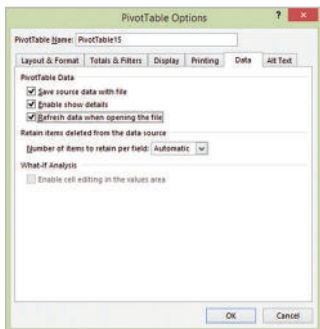 PivotTable Options ? ×
PivotTable Name: PivotTable15
Layout & Format Totals & Filters Display Printing Data Alt Text
PivotTable Data
Save source data with file
Enable show details
Refresh data when opening the file
Retain items deleted from the data source
Number of items to retain per field: Automatic
What-If Analysis
Enable cell editing in the values area
OK Cancel